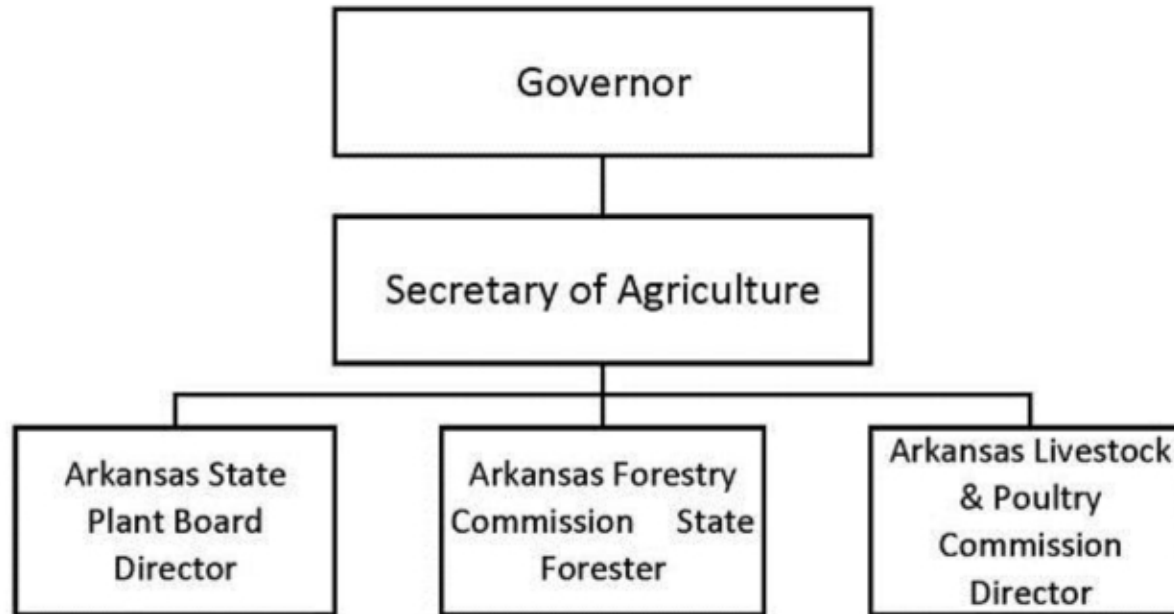 Governor
Secretary of Agriculture
Arkansas State
Plant Board
Director
Arkansas Forestry
Commission State
Forester
Arkansas Livestock
& Poultry
Commission
Director